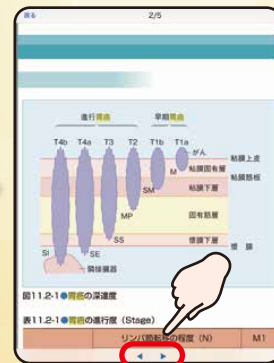 戻る 2/5
進行胃癌 早期胃癌
T4b T4a T3 T2 T1b T1a
がん
粘膜上皮
M 粘膜固有層
粘膜筋板
SM 粘膜下層
MP 固有筋層
SS 漿膜下層
SI SE 漿膜
隣接臓器
図11.2-1●胃癌の深達度
表11.2-1●胃癌の進行度（Stage）
リンパ節転移の程度（N） M1